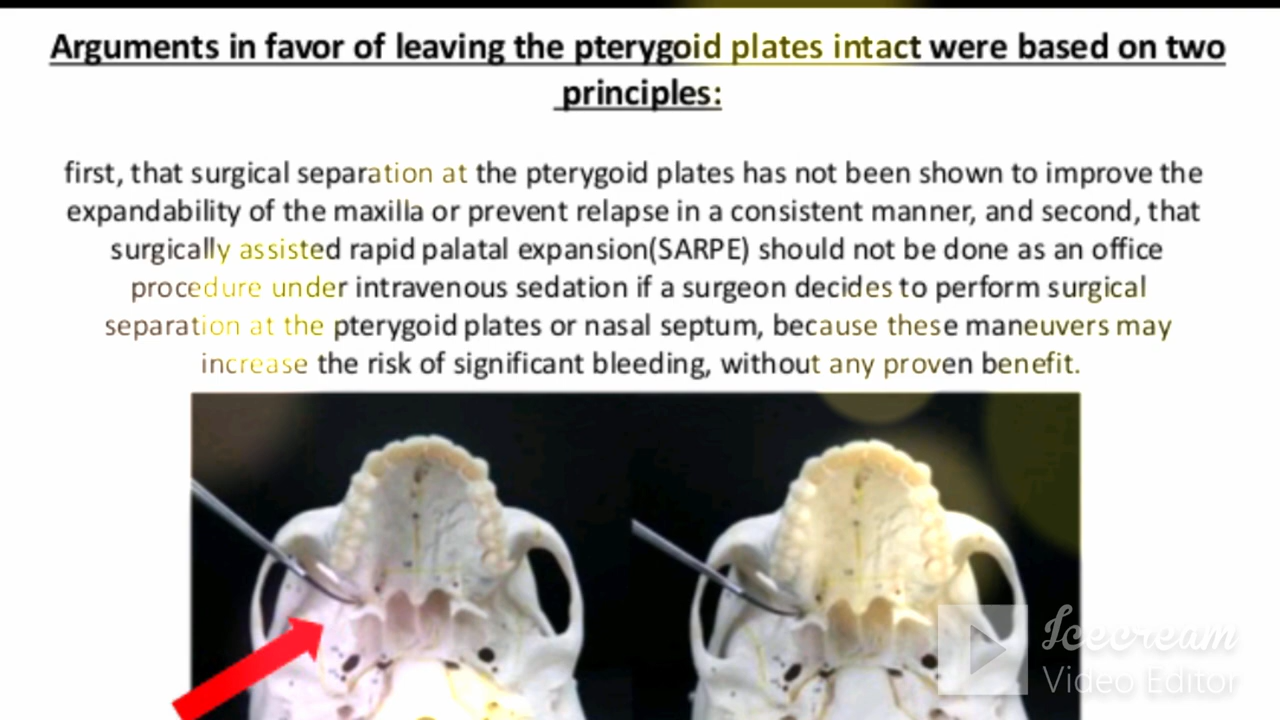 Arguments in favor of leaving the pterygoid plates intact were based on two
principles:
first, that surgical separation at the pterygoid plates has not been shown to improve the
expandability of the maxilla or prevent relapse in a consistent manner, and second, that
surgically assisted rapid palatal expansion(SARPE) should not be done as an office
procedure under intravenous sedation if a surgeon decides to perform surgical
separation at the pterygoid plates or nasal septum, because these maneuvers may
increase the risk of significant bleeding, without any proven benefit.
Icecream
Video Editor